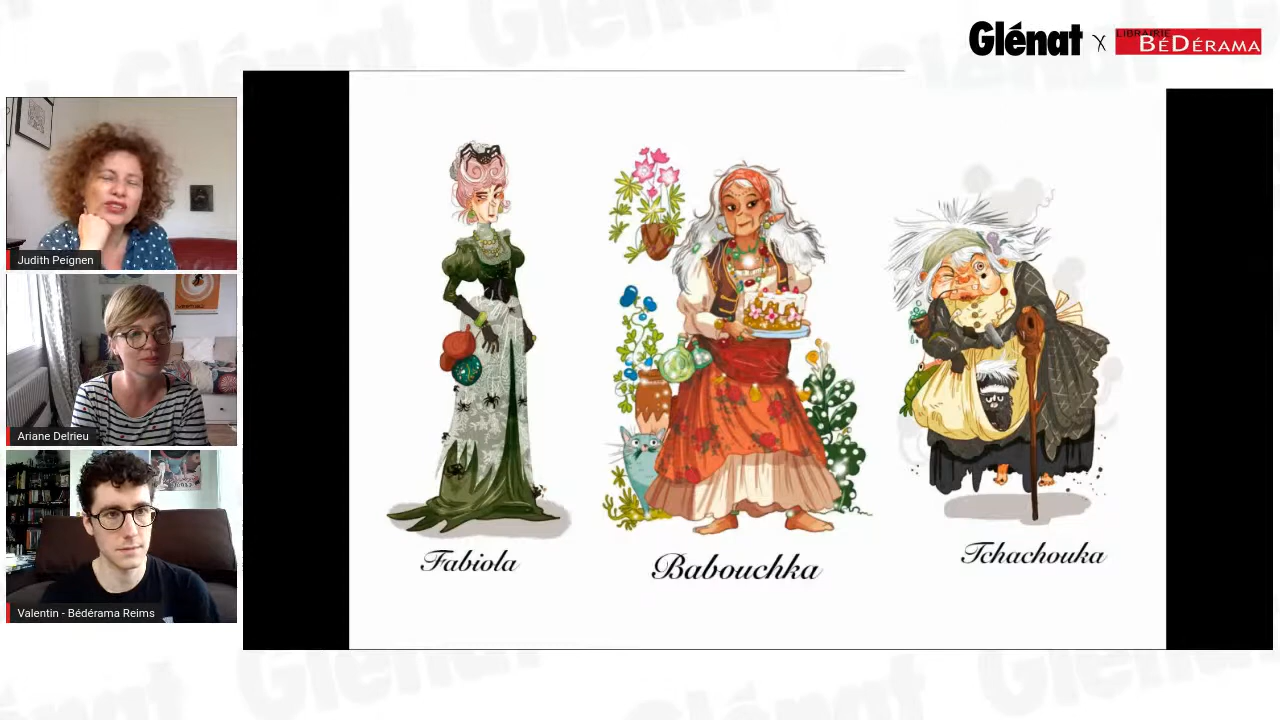 Glénat X LIBRAIRIE BÉDÉRAMA
Judith Peignen
Ariane Delrieu
Valentin - Bédérama Reims
Fabiola
Babouchka
Tchachouka